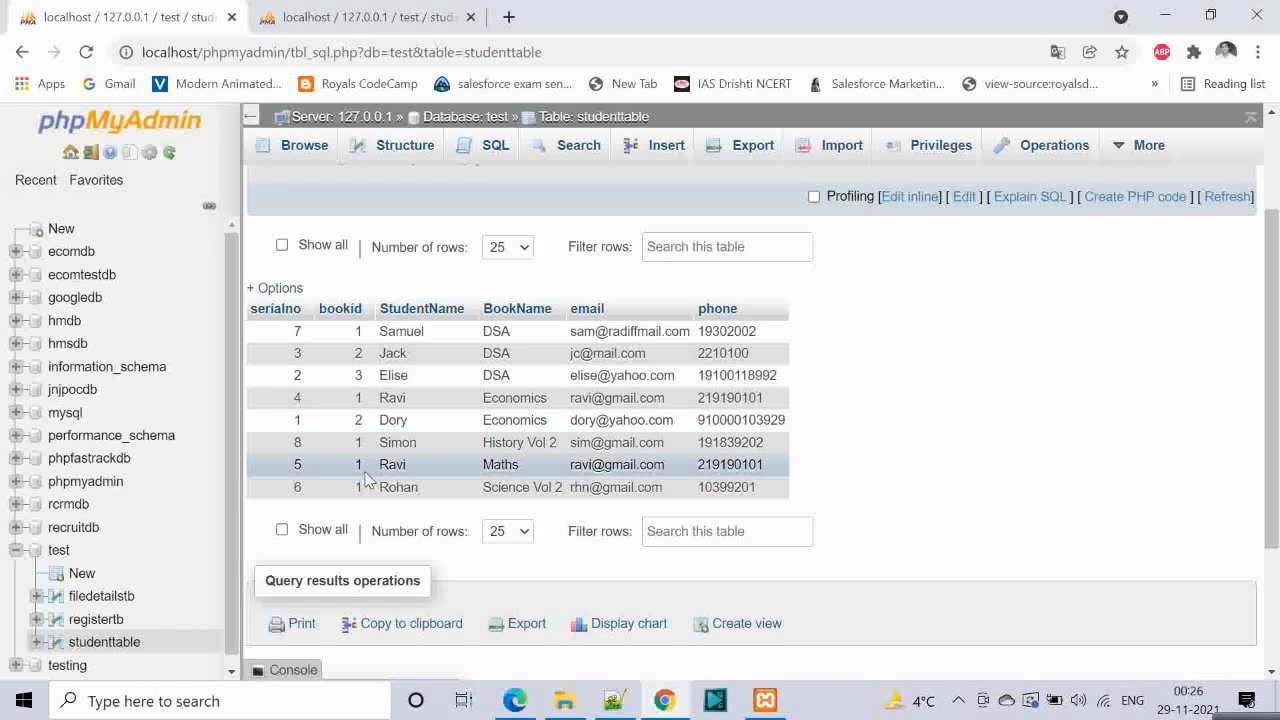 localhost / 127.0.0.1 / test / stud
localhost / 127.0.0.1 / test / stud
localhost/phpmyadmin/tbl_sql.php?db=test&table=studenttable
ABP
Apps Gmail Modern Animated... Royals CodeCamp salesforce exam sen... New Tab IAS Drishti NCERT Salesforce Marketin... view-source:royalsd... » Reading list
phpMyAdmin
Recent Favorites
New
ecomdb
ecomtestdb
googledb
hmdb
hmsdb
information_schema
jnjpocdb
mysql
performance_schema
phpfastrackdb
phpmyadmin
rcrmdb
recruitdb
test
New
filedetailstb
registertb
studenttable
testing
Server: 127.0.0.1 » Database: test » Table: studenttable
Browse Structure SQL Search Insert Export Import Privileges Operations More
Profiling [Edit inline] [ Edit ] [ Explain SQL ] [ Create PHP code ] [ Refresh]
Show all | Number of rows: 25 Filter rows: Search this table
+ Options
serialno bookid StudentName BookName email phone
7 1 Samuel DSA sam@radiffmail.com 19302002
3 2 Jack DSA jc@mail.com 2210100
2 3 Elise DSA elise@yahoo.com 19100118992
4 1 Ravi Economics ravi@gmail.com 219190101
1 2 Dory Economics dory@yahoo.com 910000103929
8 1 Simon History Vol 2 sim@gmail.com 191839202
5 1 Ravi Maths ravi@gmail.com 219190101
6 1 Rohan Science Vol 2 rhn@gmail.com 10399201
Show all | Number of rows: 25 Filter rows: Search this table
Query results operations
Print Copy to clipboard Export Display chart Create view
Console
Type here to search
4°C ENG
00:26
29-11-2021